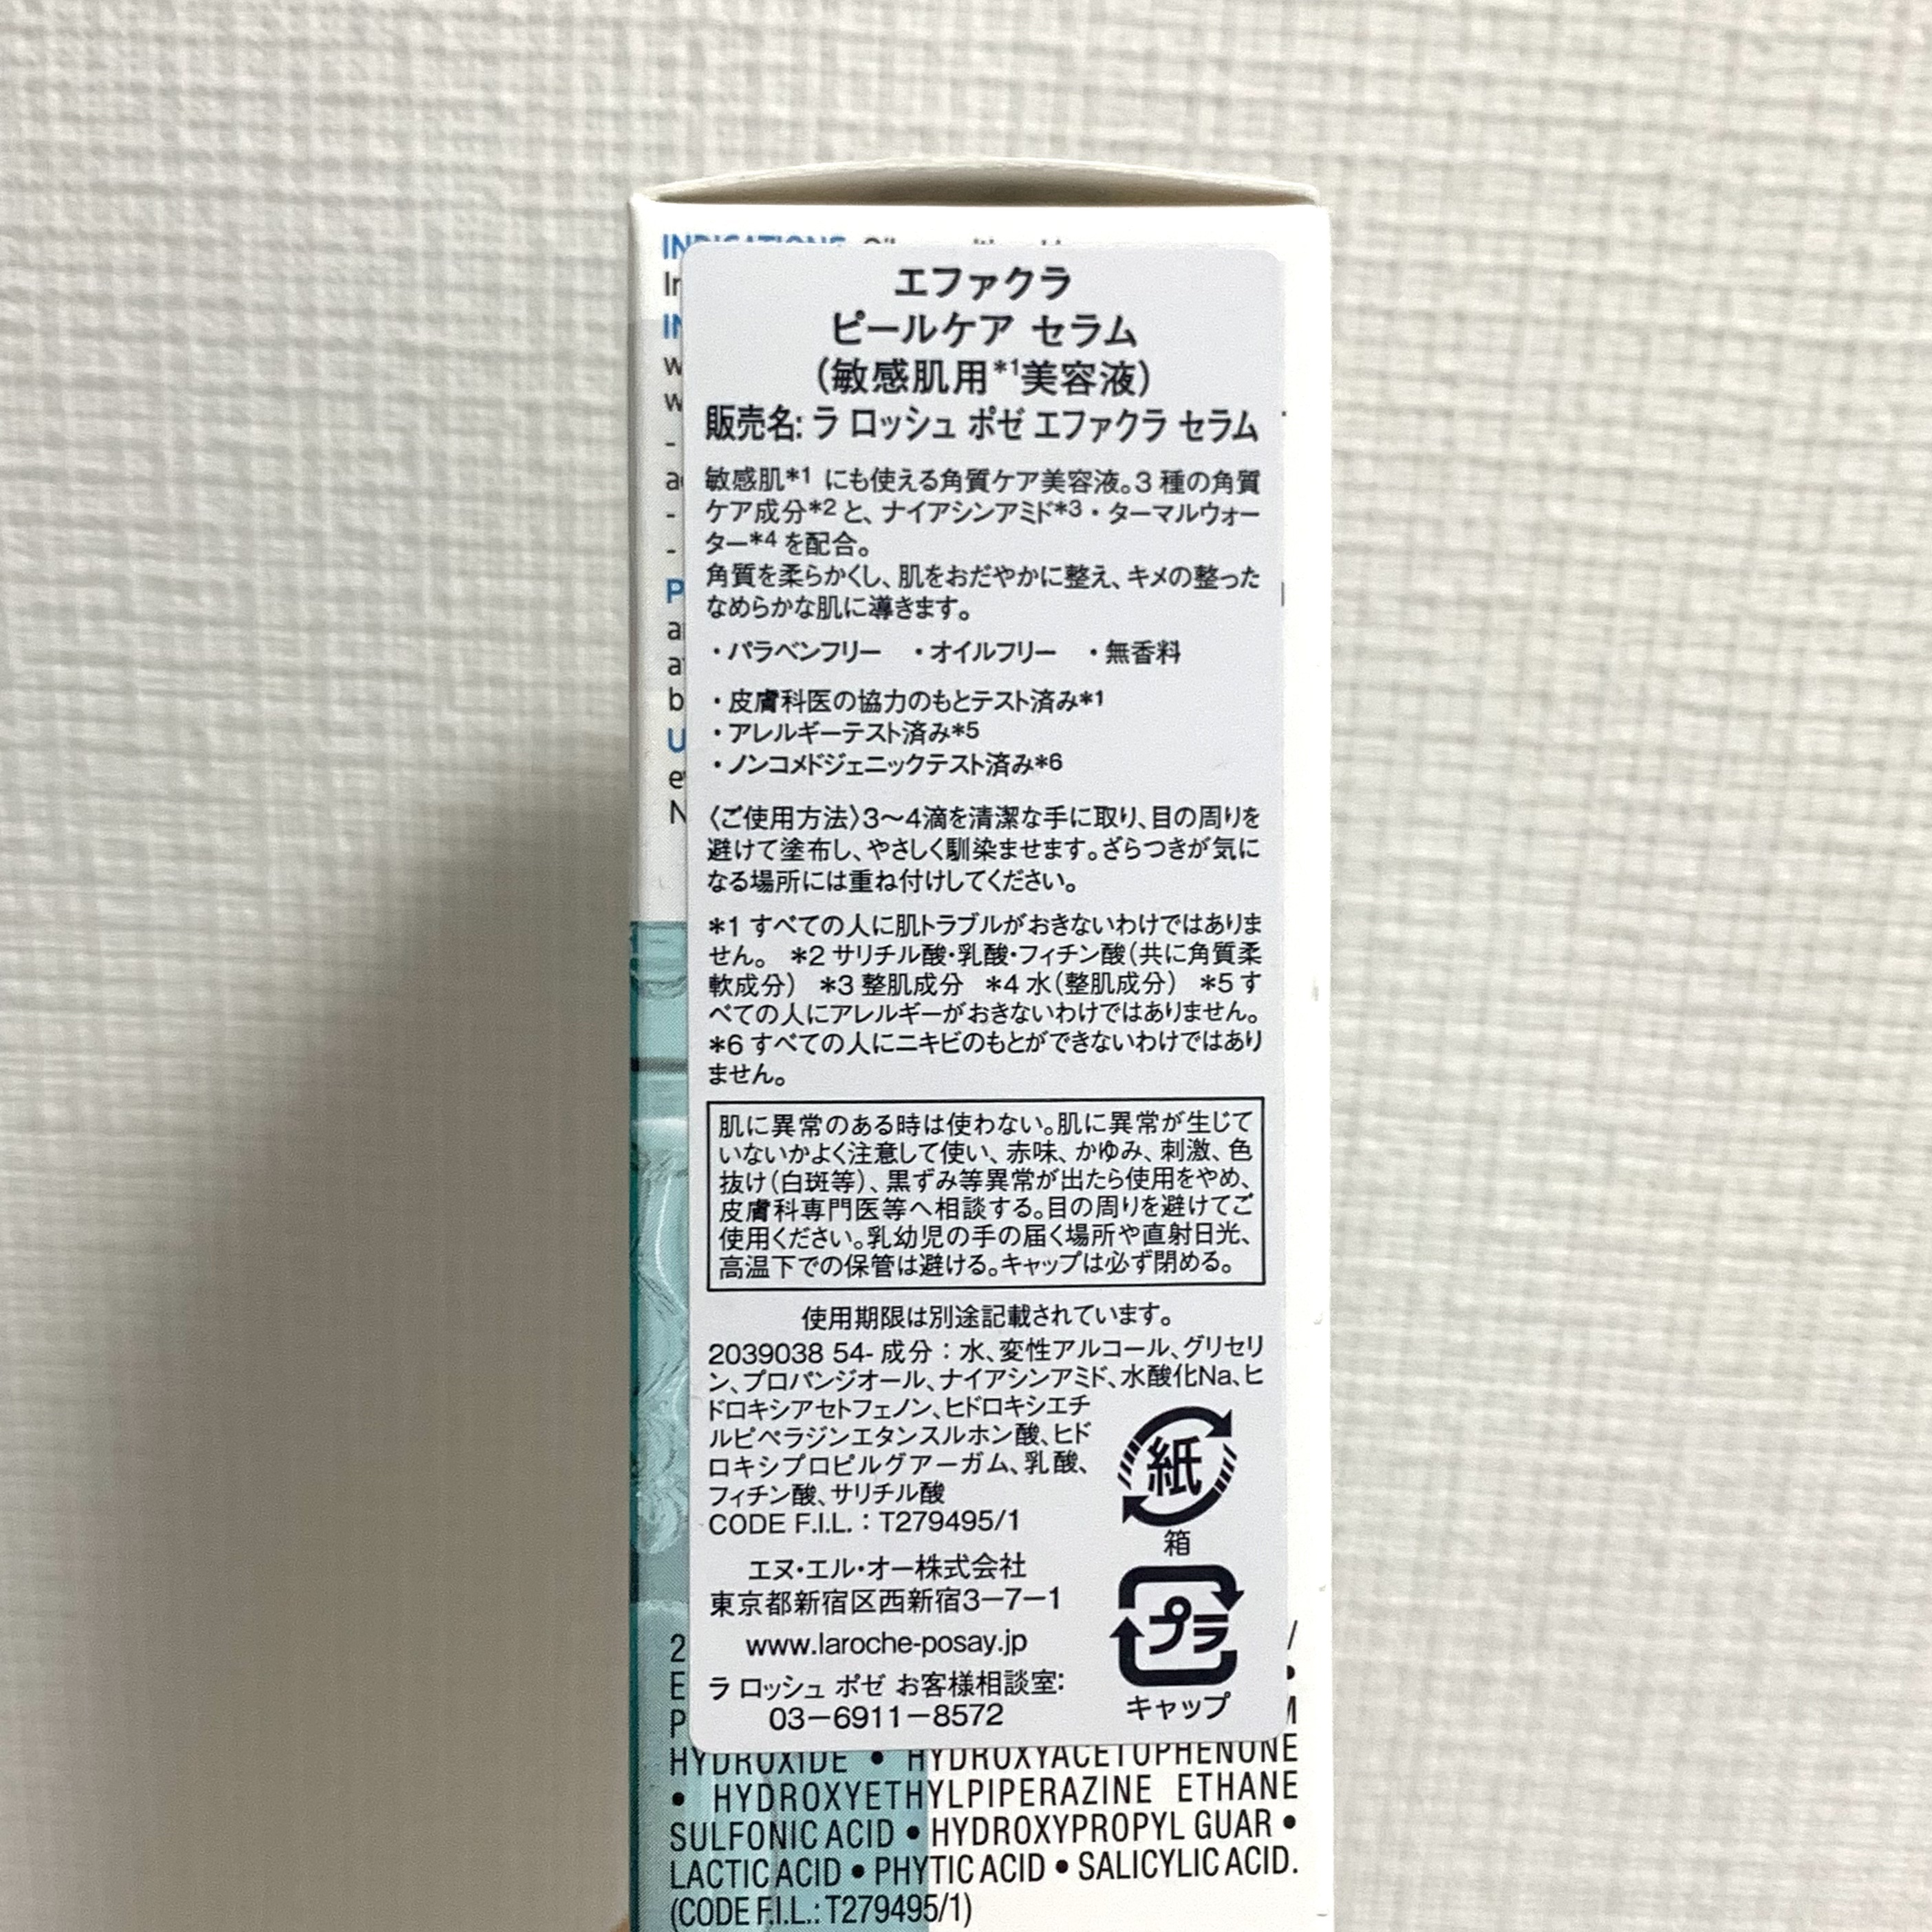 エファクラ
ピールケア セラム
(敏感肌用*1美容液)
販売名: ラ ロッシュ ポゼ エファクラ セラム
敏感肌*1 にも使える角質ケア美容液。3 種の角質
ケア成分*2 と、ナイアシンアミド*3・ターマルウォー
ター*4 を配合。
角質を柔らかくし、肌をおだやかに整え、キメの整った
なめらかな肌に導きます。
・パラベンフリー ・オイルフリー ・無香料
・皮膚科医の協力のもとテスト済み*1
・アレルギーテスト済み*5
・ノンコメドジェニックテスト済み*6
〈ご使用方法〉3〜4滴を清潔な手に取り、目の周りを
避けて塗布し、やさしく馴染ませます。ざらつきが気に
なる場所には重ね付けしてください。
*1 すべての人に肌トラブルがおきないわけではありま
せん。 *2 サリチル酸・乳酸・フィチン酸(共に角質柔
軟成分) *3 整肌成分 *4 水(整肌成分) *5 す
べての人にアレルギーがおきないわけではありません。
*6 すべての人にニキビのもとができないわけではあり
ません。
肌に異常のある時は使わない。肌に異常が生じて
いないかよく注意して使い、赤味、かゆみ、刺激、色
抜け(白斑等)、黒ずみ等異常が出たら使用をやめ、
皮膚科専門医等へ相談する。目の周りを避けてご
使用ください。乳幼児の手の届く場所や直射日光、
高温下での保管は避ける。キャップは必ず閉める。
使用期限は別途記載されています。
2039038 54- 成分：水、変性アルコール、グリセリ
ン、プロパンジオール、ナイアシンアミド、水酸化Na、ヒ
ドロキシアセトフェノン、ヒドロキシエチ
ルピペラジンエタンスルホン酸、ヒド
ロキシプロピルグアーガム、乳酸、
フィチン酸、サリチル酸
CODE F.I.L.：T279495/1
紙
箱
エヌ・エル・オー株式会社
東京都新宿区西新宿3−7−1
www.laroche-posay.jp
ラ ロッシュ ポゼ お客様相談室:
03−6911−8572
プラ
キャップ
HYDROXIDE • HYDROXYACETOPHENONE
• HYDROXYETHYLPIPERAZINE ETHANE
SULFONIC ACID • HYDROXYPROPYL GUAR •
LACTIC ACID • PHYTIC ACID • SALICYLIC ACID.
(CODE F.I.L.: T279495/1)